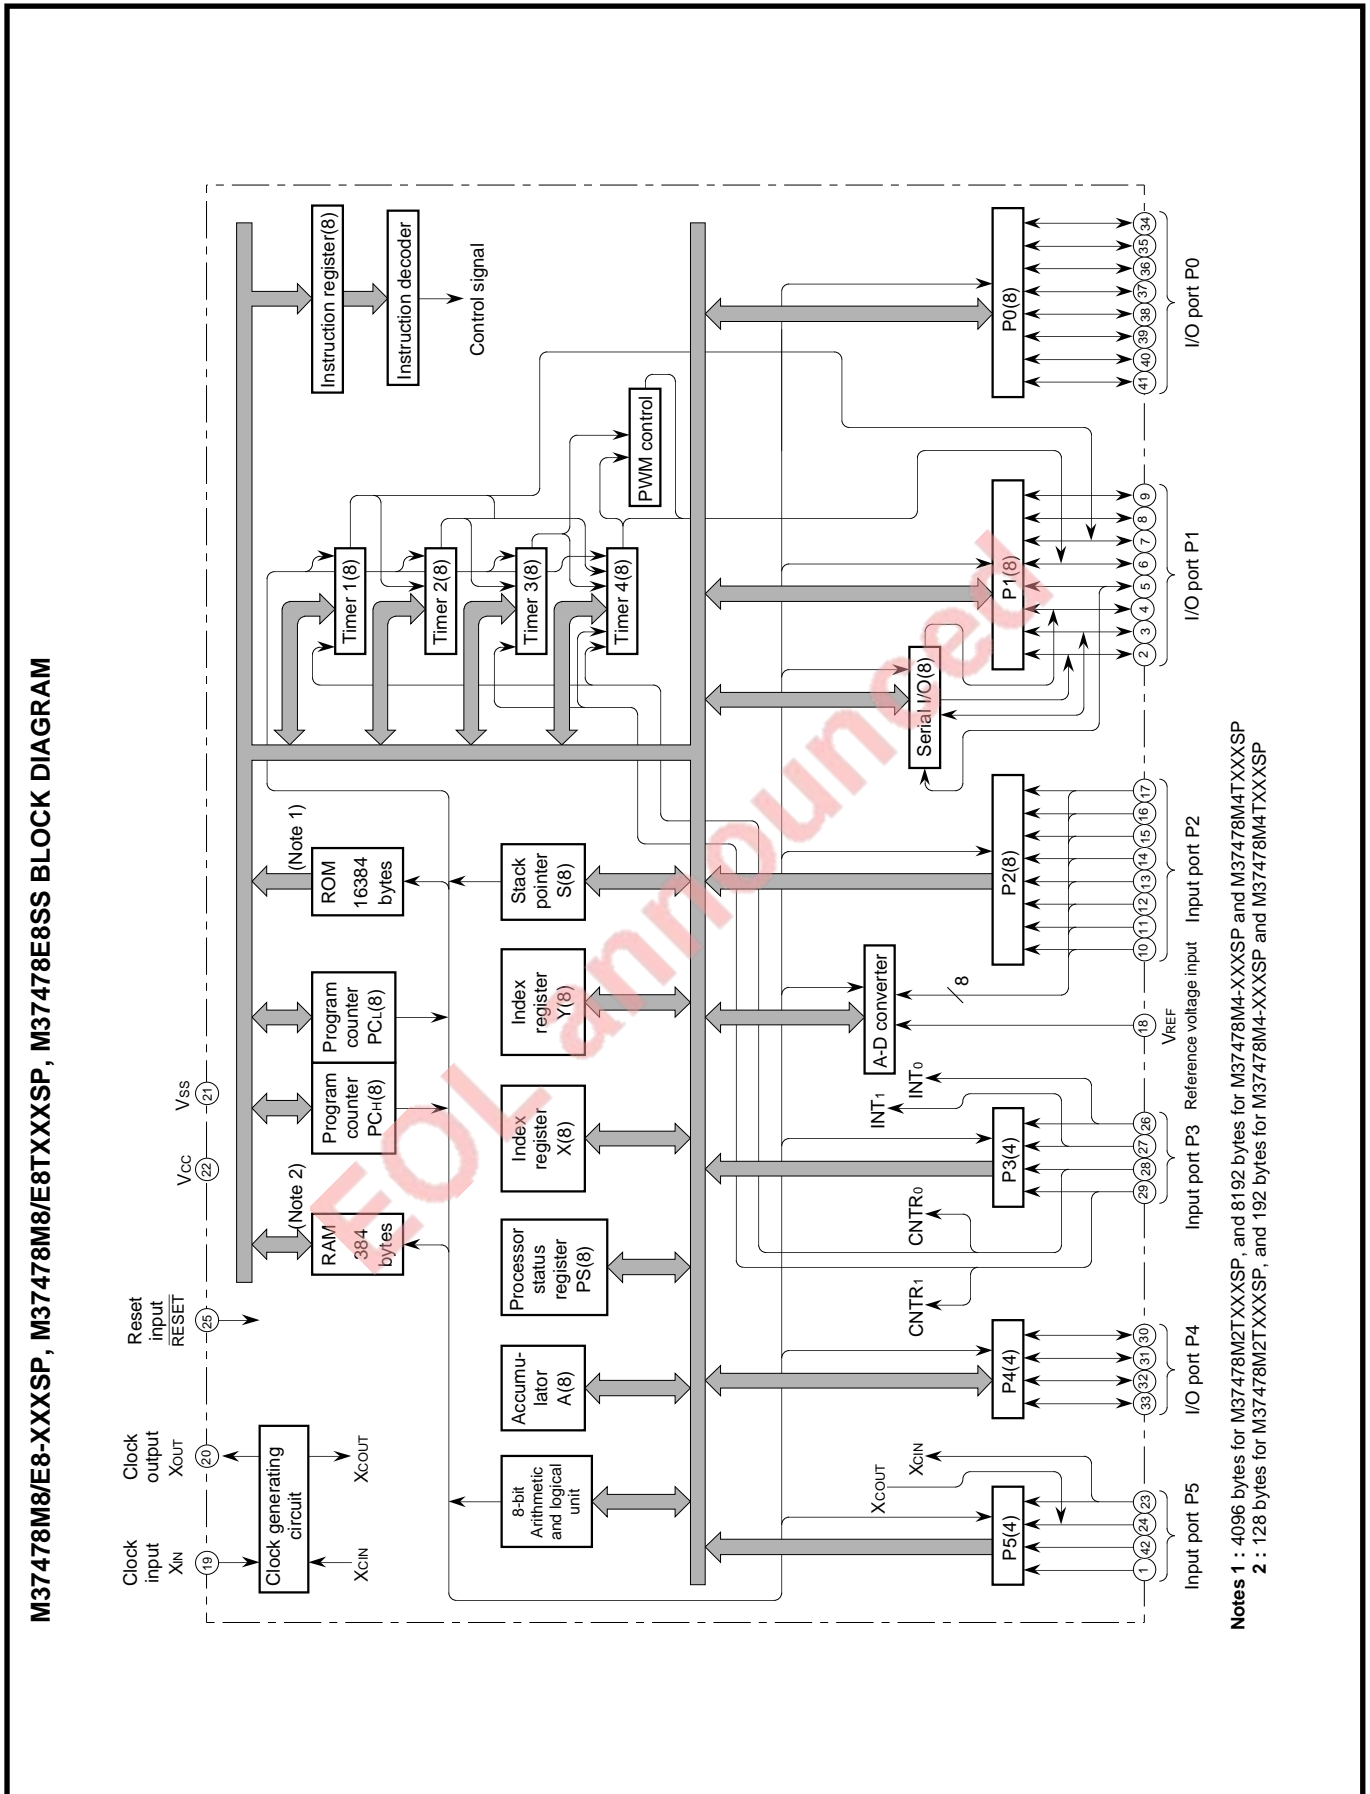 M37478M8/E8-XXXSP, M37478M8/E8TXXXSP, M37478E8SS BLOCK DIAGRAM
Clock
input
XIN
Clock
output
XOUT
Reset
input
RESET
VCC
VSS
19
20
25
22
21
Clock generating
circuit
XCIN
XCOUT
RAM
384
bytes
(Note 2)
Program
counter
PCH(8)
Program
counter
PCL(8)
ROM
16384
bytes
(Note 1)
Timer 1(8)
Timer 2(8)
Timer 3(8)
Timer 4(8)
PWM control
Instruction register(8)
Instruction decoder
Control signal
8-bit
Arithmetic
and logical
unit
Accumu-
lator
A(8)
Processor
status
register
PS(8)
Index
register
X(8)
Index
register
Y(8)
Stack
pointer
S(8)
XCOUT
XCIN
CNTR1
CNTR0
INT1
INT0
A-D converter
8
Serial I/O(8)
P5(4)
P4(4)
P3(4)
P2(8)
P1(8)
P0(8)
1 42 24 23
33 32 31 30
29 28 27 26
18
10 11 12 13 14 15 16 17
2 3 4 5 6 7 8 9
41 40 39 38 37 36 35 34
VREF
Input port P5
I/O port P4
Input port P3
Reference voltage input
Input port P2
I/O port P1
I/O port P0
Notes 1 : 4096 bytes for M37478M2TXXXSP, and 8192 bytes for M37478M4-XXXSP and M37478M4TXXXSP
2 : 128 bytes for M37478M2TXXXSP, and 192 bytes for M37478M4-XXXSP and M37478M4TXXXSP
EOL announced